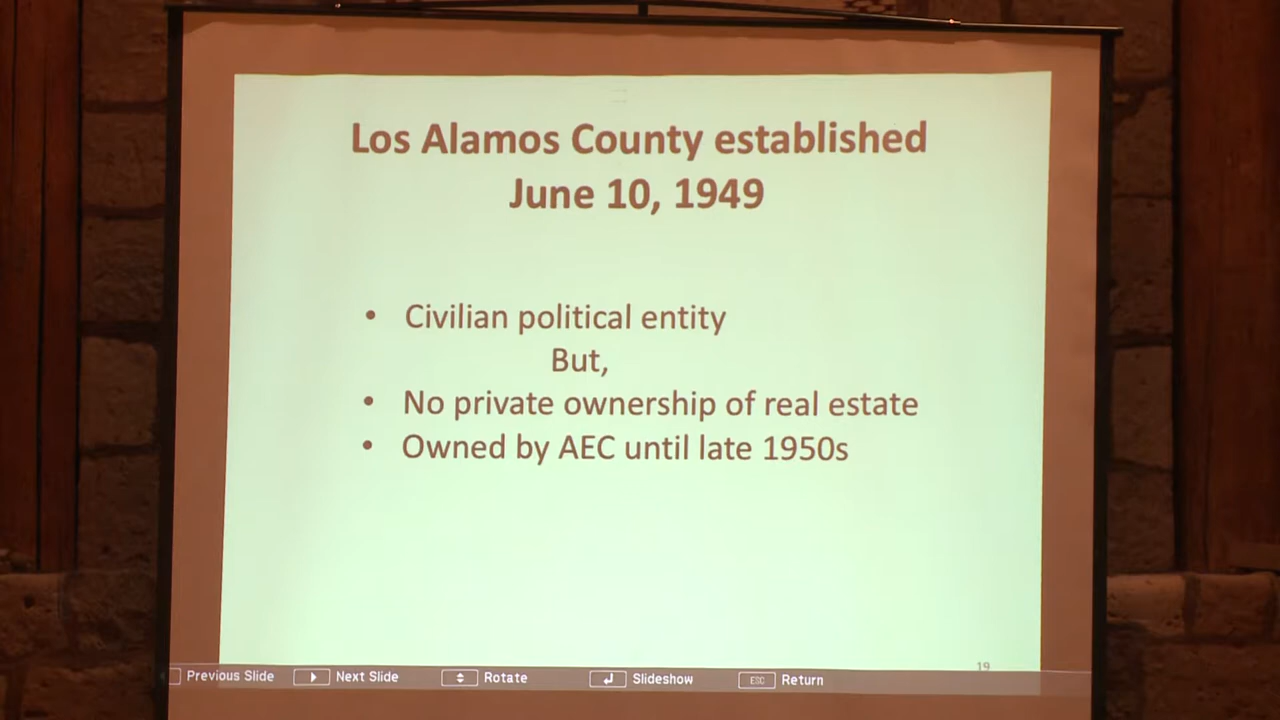 Los Alamos County established
June 10, 1949
• Civilian political entity
But,
• No private ownership of real estate
• Owned by AEC until late 1950s
19
Previous Slide Next Slide Rotate Slideshow ESC Return